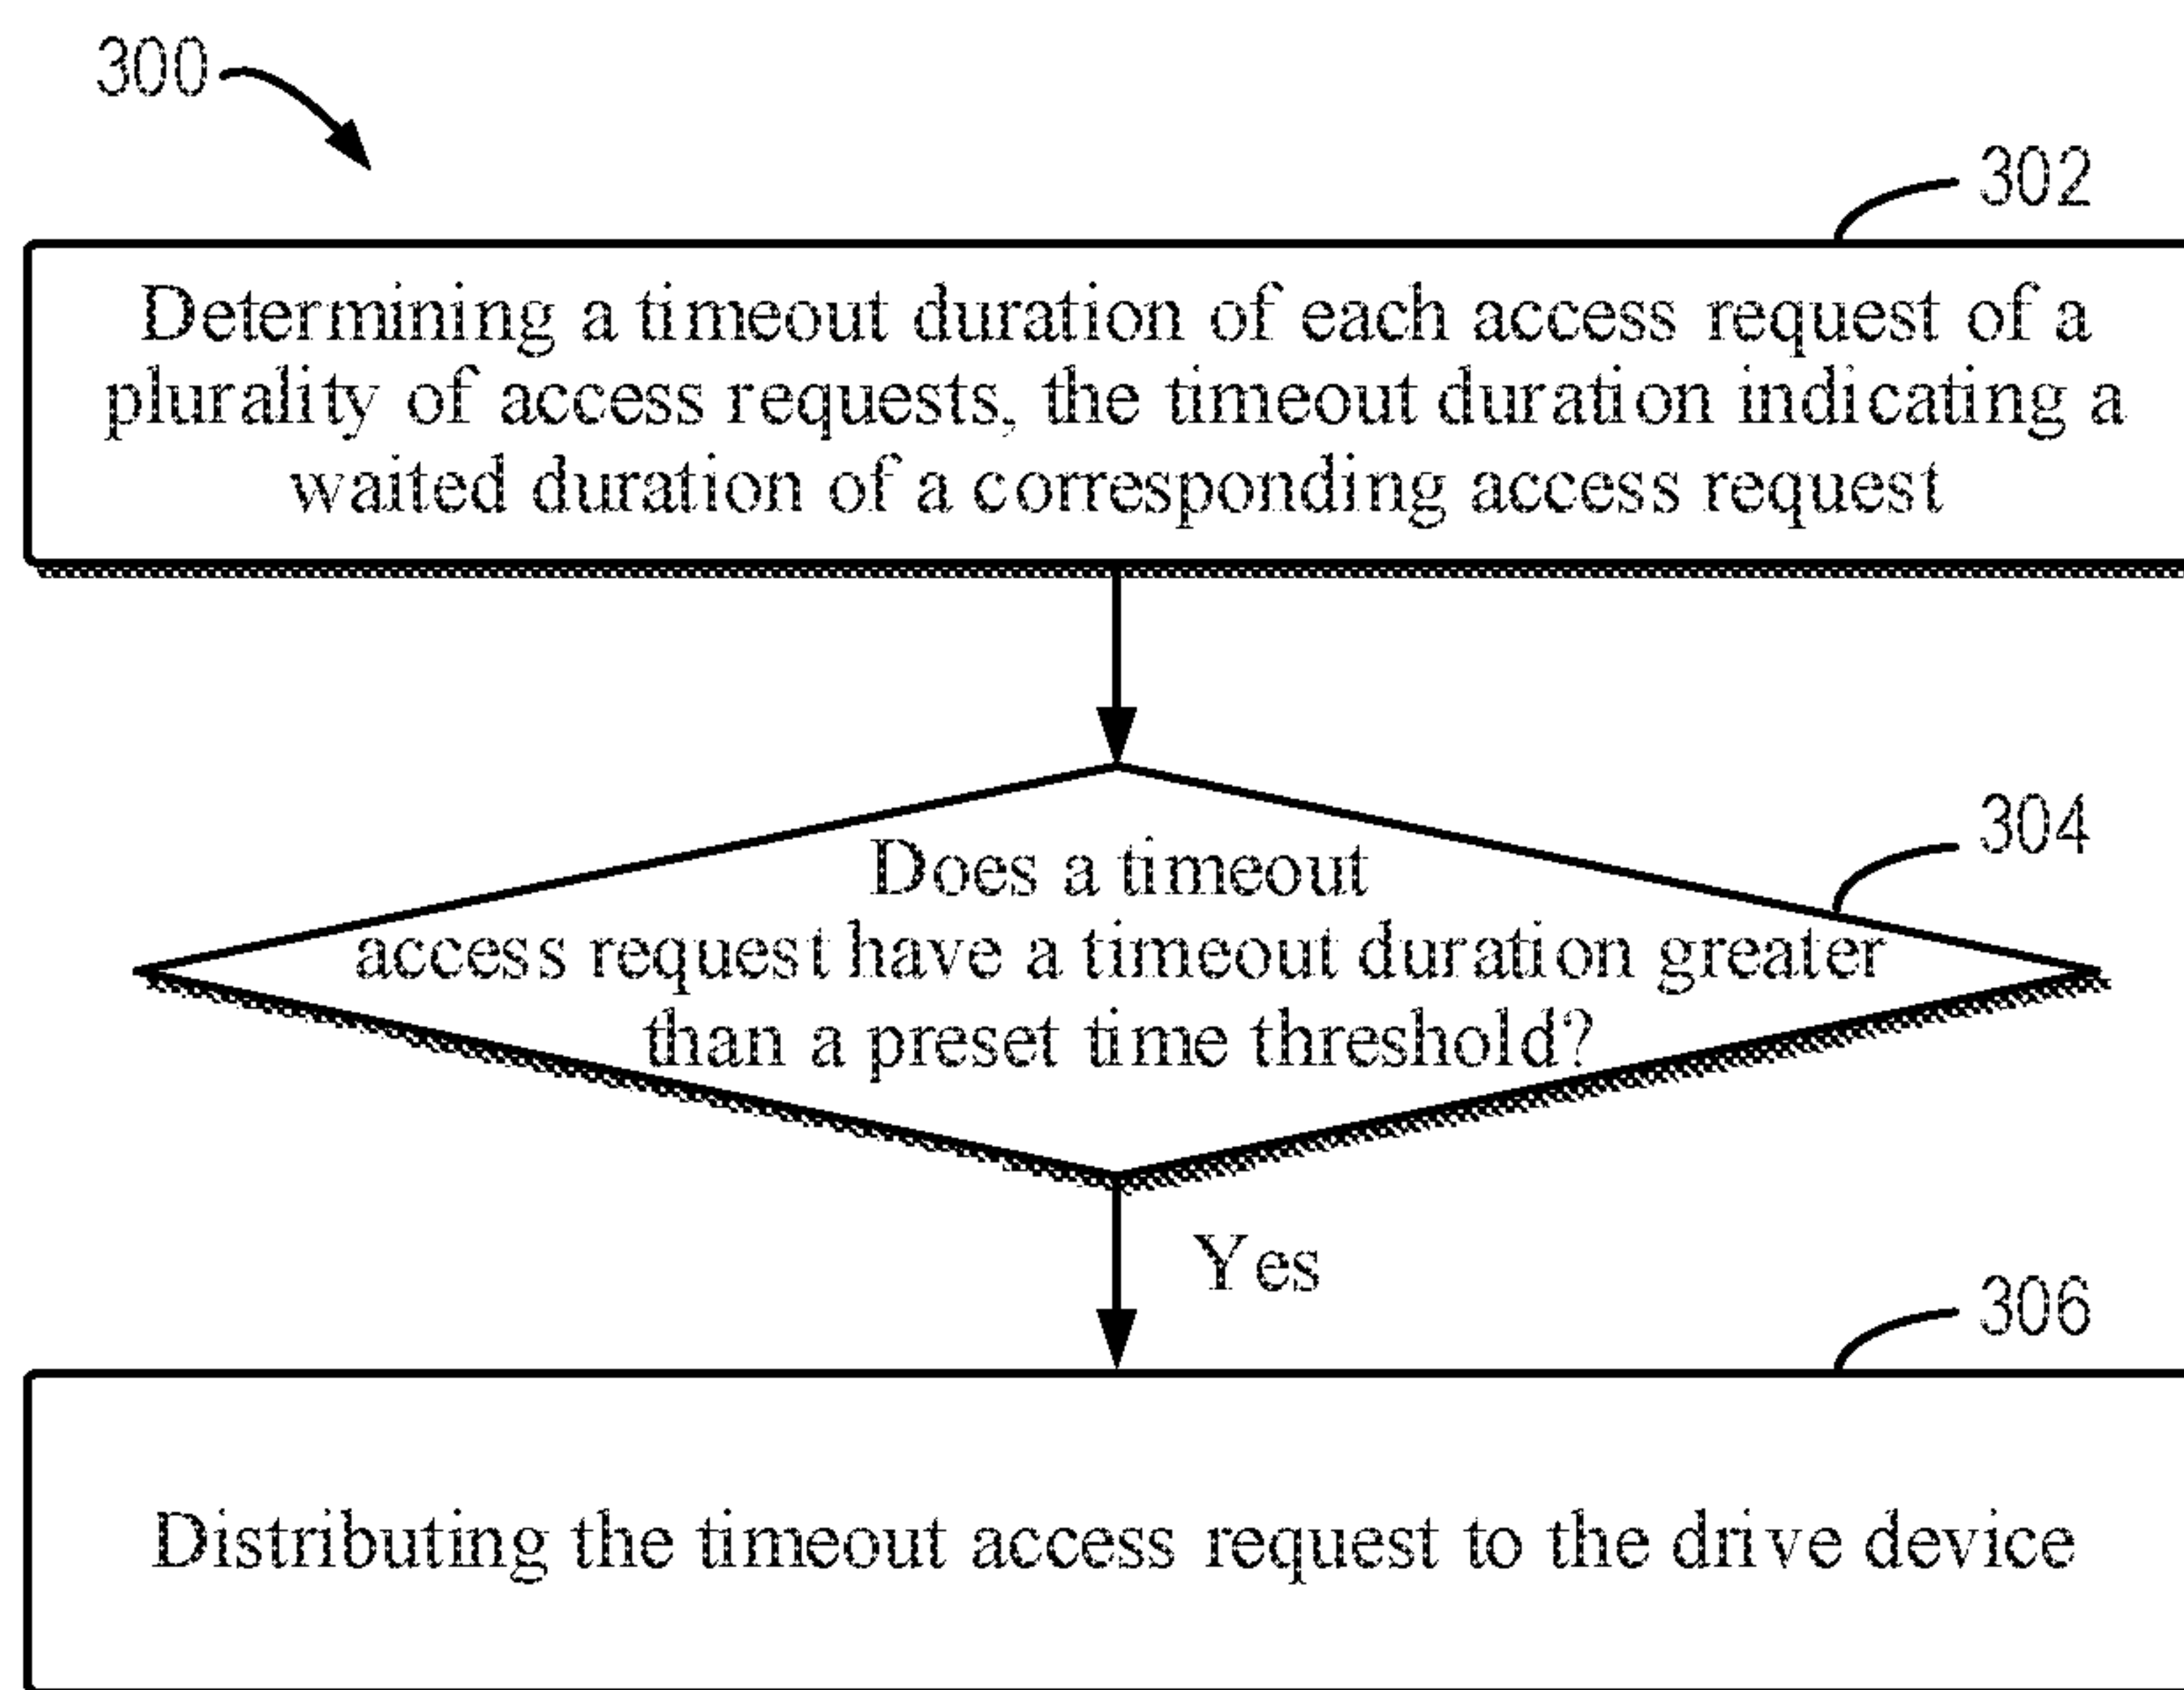 300
302
Determining a timeout duration of each access request of a
plurality of access requests, the timeout duration indicating a
waited duration of a corresponding access request
304
Does a timeout
access request have a timeout duration greater
than a preset time threshold?
Yes
306
Distributing the timeout access request to the drive device